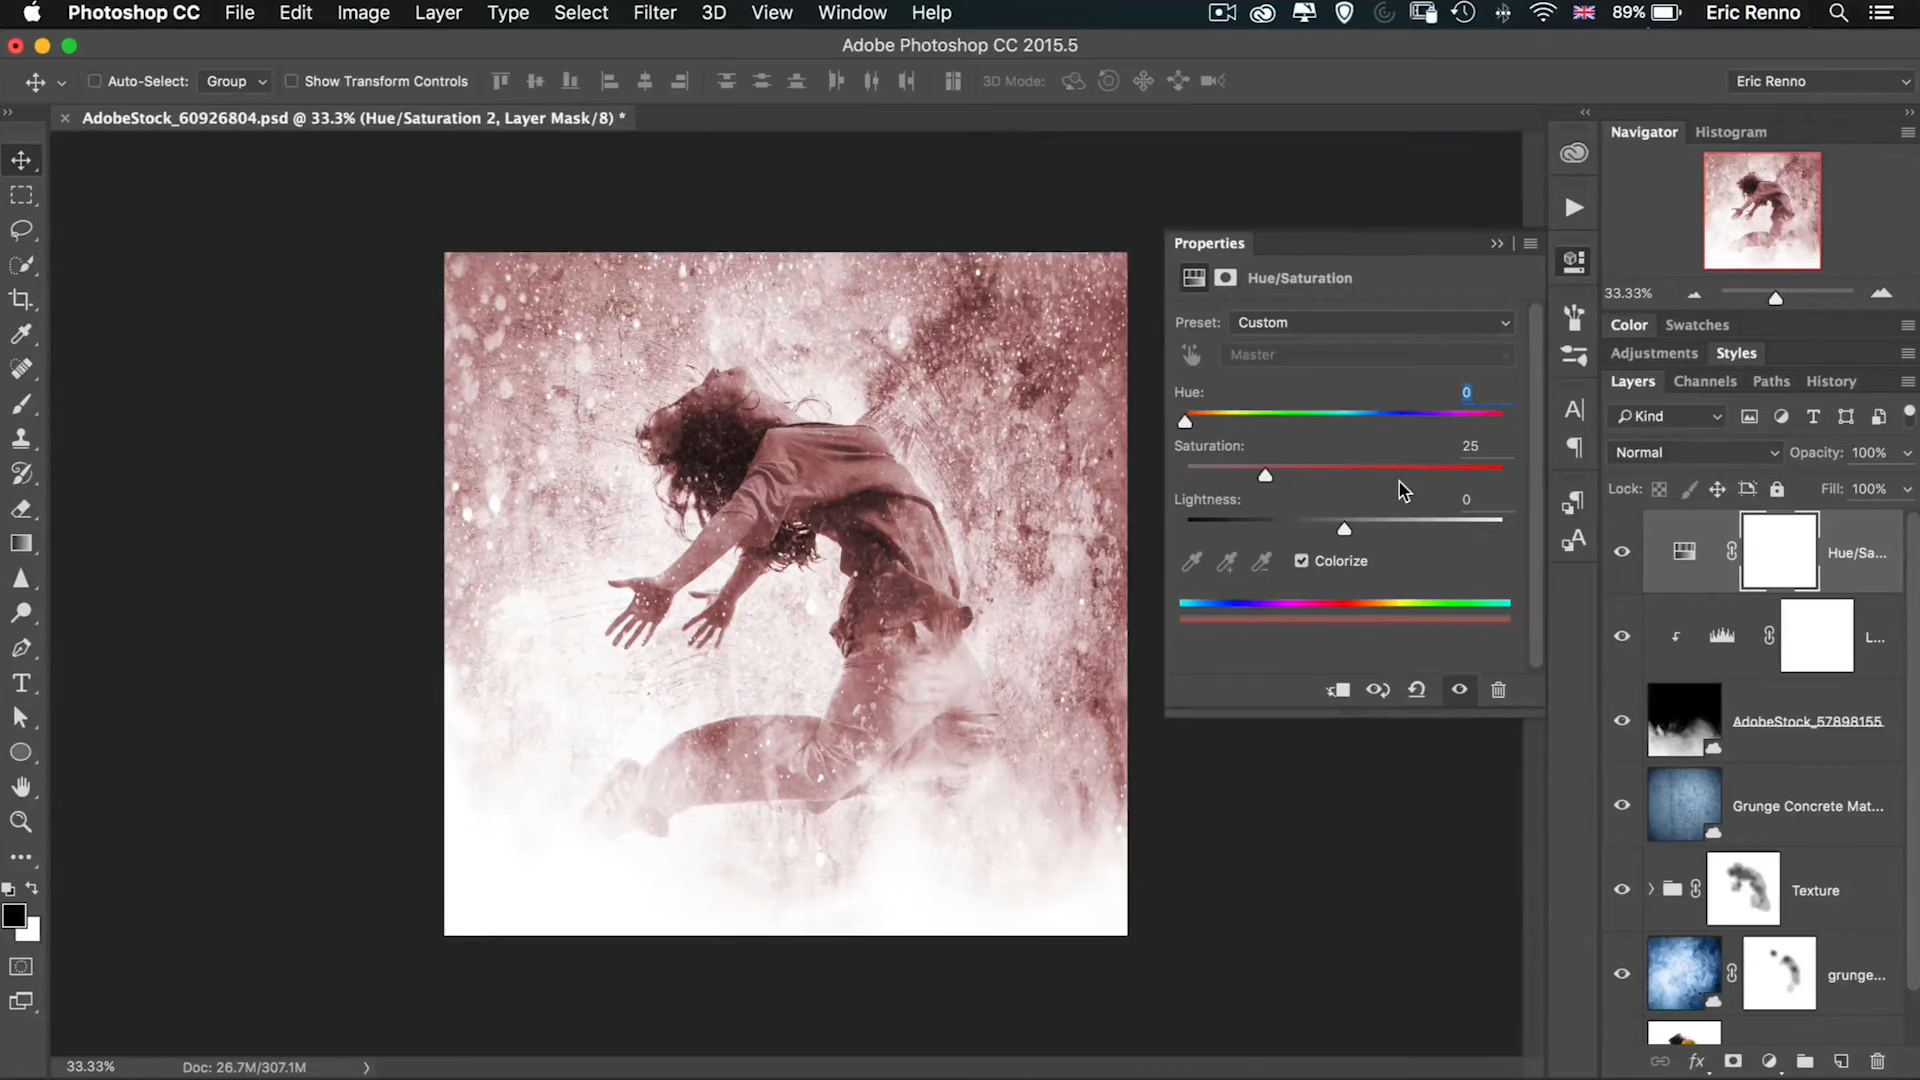 Photoshop CC File Edit Image Layer Type Select Filter 3D View Window Help 89% Eric Renno
Adobe Photoshop CC 2015.5
Auto-Select: Group Show Transform Controls 3D Mode: Eric Renno
AdobeStock_60926804.psd @ 33.3% (Hue/Saturation 2, Layer Mask/8) *
Navigator Histogram
Properties
Hue/Saturation
Preset: Custom
Master
Hue: 0
Saturation: 25
Lightness: 0
Colorize
33.33%
Color Swatches
Adjustments Styles
Layers Channels Paths History
Kind
Normal Opacity: 100%
Lock: Fill: 100%
Hue/Sa...
L...
AdobeStock_57898155
Grunge Concrete Mat...
Texture
grunge...
33.33% Doc: 26.7M/307.1M